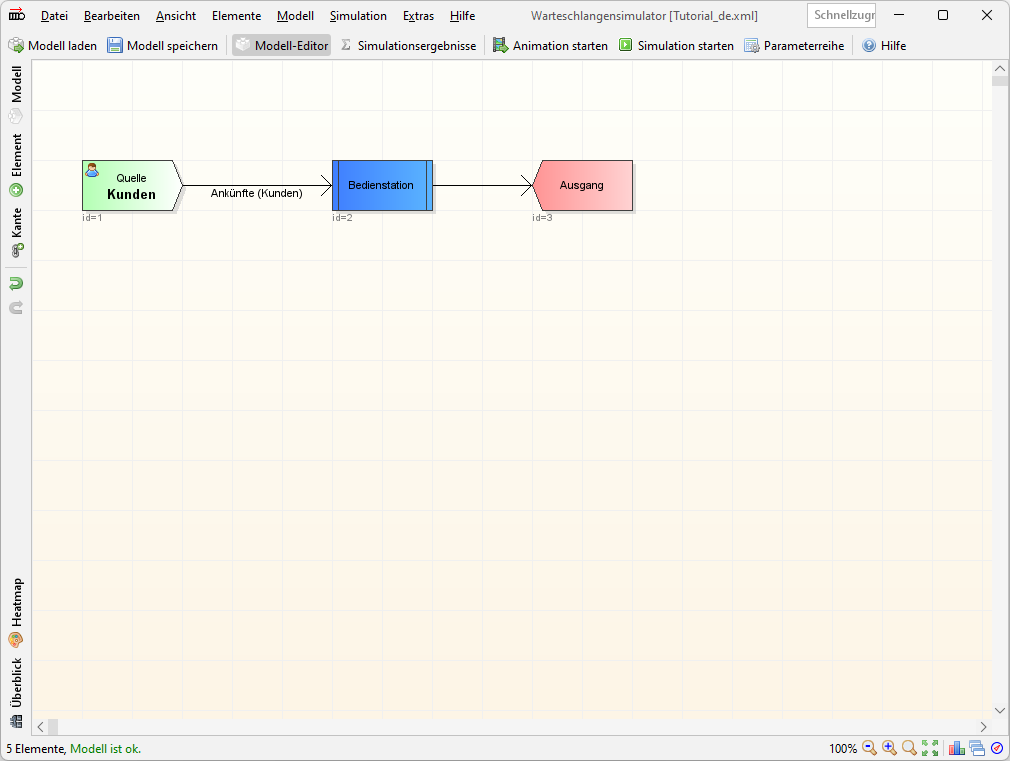 Datei Bearbeiten Ansicht Elemente Modell Simulation Extras Hilfe Warteschlangensimulator [Tutorial_de.xml] Schnellzugr
Modell laden Modell speichern Modell-Editor Simulationsergebnisse Animation starten Simulation starten Parameterreihe Hilfe
Modell
Element
Kante
Quelle
Kunden
id=1
Ankünfte (Kunden)
Bedienstation
id=2
Ausgang
id=3
Heatmap
Überblick
5 Elemente, Modell ist ok. 100%